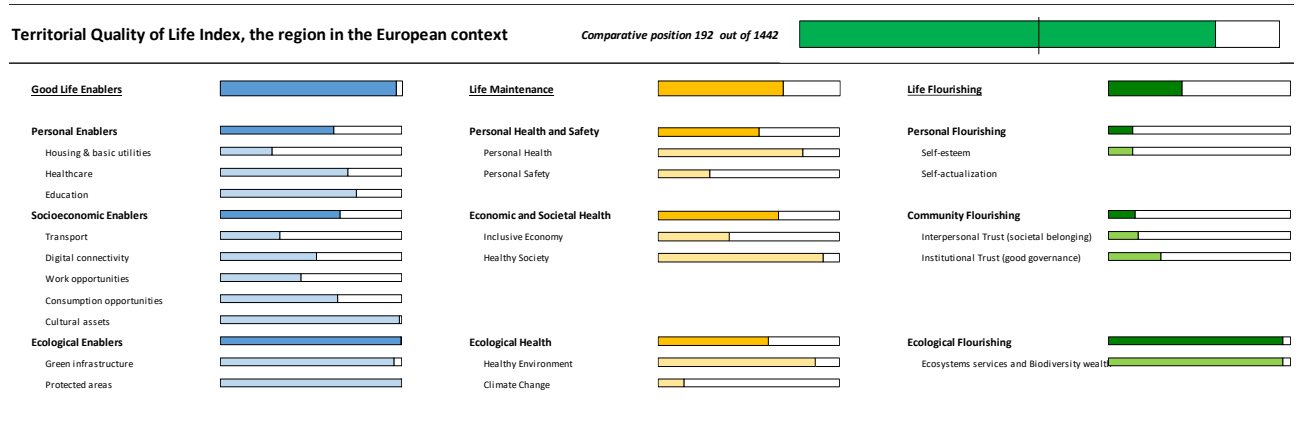 Territorial Quality of Life Index, the region in the European context
Comparative position 192 out of 1442
Good Life Enablers
Life Maintenance
Life Flourishing
Personal Enablers
Personal Health and Safety
Personal Flourishing
Housing & basic utilities
Personal Health
Self-esteem
Healthcare
Personal Safety
Self-actualization
Education
Socioeconomic Enablers
Economic and Societal Health
Community Flourishing
Transport
Inclusive Economy
Interpersonal Trust (societal belonging)
Digital connectivity
Healthy Society
Institutional Trust (good governance)
Work opportunities
Consumption opportunities
Cultural assets
Ecological Enablers
Ecological Health
Ecological Flourishing
Green infrastructure
Healthy Environment
Ecosystems services and Biodiversity wealth
Protected areas
Climate Change